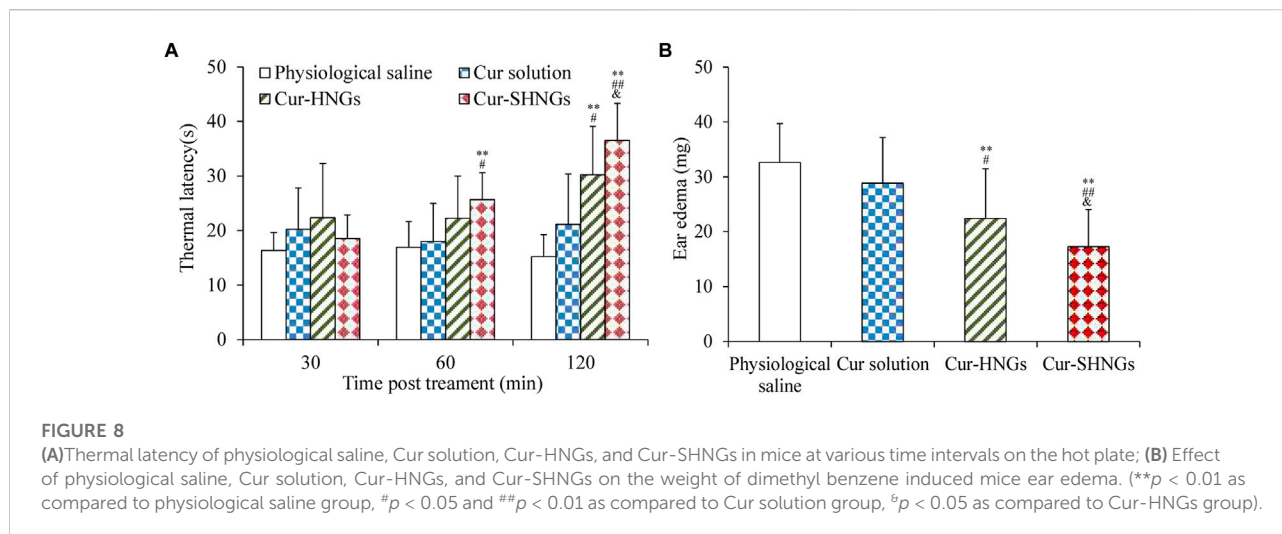 A
50
40
30
20
10
0
Thermal latency(s)
Physiological saline
Cur solution
Cur-HNGs
Cur-SHNGs
**
#
**
#
**
##
&
30
60
120
Time post treament (min)
B
50
40
30
20
10
0
Ear edema (mg)
**
#
**
##
&
Physiological
saline
Cur solution
Cur-HNGs
Cur-SHNGs
FIGURE 8
(A)Thermal latency of physiological saline, Cur solution, Cur-HNGs, and Cur-SHNGs in mice at various time intervals on the hot plate; (B) Effect
of physiological saline, Cur solution, Cur-HNGs, and Cur-SHNGs on the weight of dimethyl benzene induced mice ear edema. (**p < 0.01 as
compared to physiological saline group, #p < 0.05 and ##p < 0.01 as compared to Cur solution group, &p < 0.05 as compared to Cur-HNGs group).